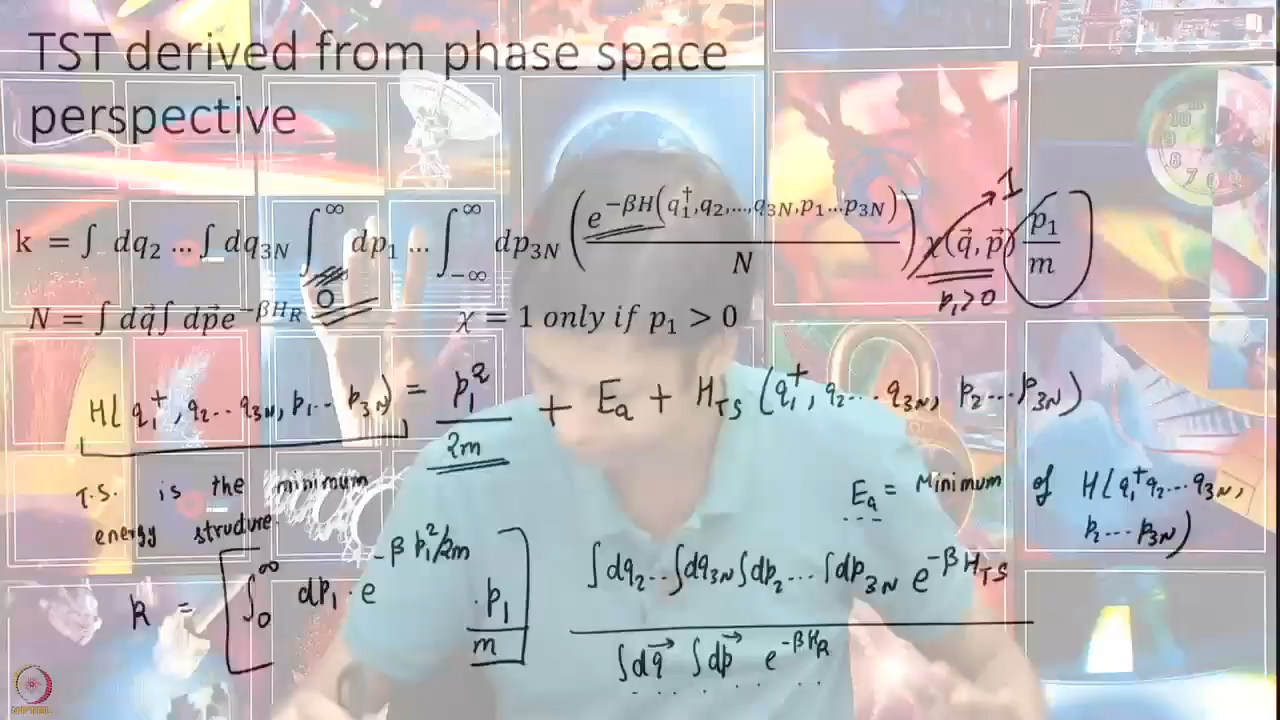 TST derived from phase space
perspective
k = ∫ dq₂ … ∫ dq₃N ∫₀^∞ dp₁ … ∫₋∞^∞ dp₃N (e^{−βH(q₁†,q₂,…,q₃N,p₁…p₃N)} / N) χ(q⃗, p⃗) p₁/m → 1
p₁>0
N = ∫ dq⃗ ∫ dp⃗ e^{−βH_R}   χ = 1 only if p₁ > 0
H(q₁†, q₂.. q₃N, p₁... p₃N) = p₁²/2m + Ea + H_TS (q₁†, q₂... q₃N, p₂....p₃N)
T.S. is the minimum
energy struture.
Ea = Minimum of H(q₁† q₂... q₃N,
p₂.... p₃N)
k = [∫₀^∞ dp₁ . e^{−β p₁²/2m} . p₁/m] ∫dq₂.. ∫dq₃N ∫dp₂... ∫dp₃N e^{−βH_TS} / ∫dq⃗ ∫dp⃗ e^{−βH_R}
NPTEL